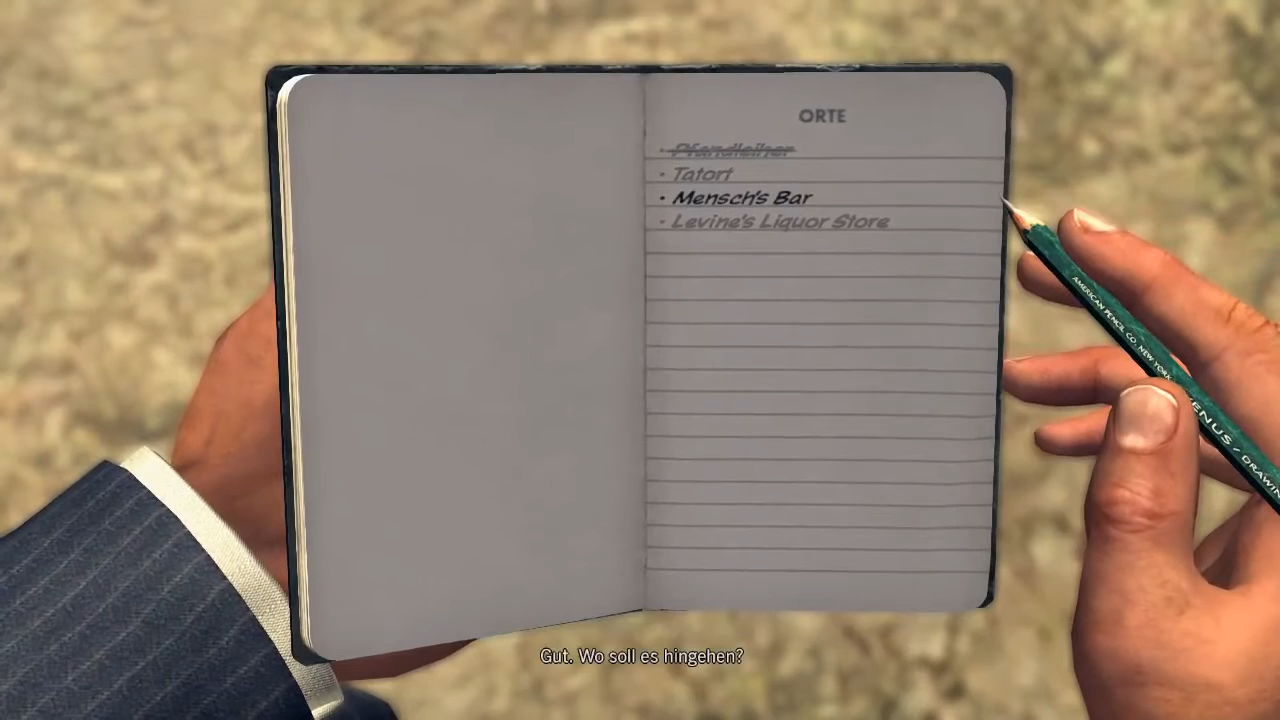 ORTE
· Pfandleiher
· Tatort
· Mensch's Bar
· Levine's Liquor Store
AMERICAN PENCIL CO. NEW YORK
VENUS / DRAWIN
Gut. Wo soll es hingehen?